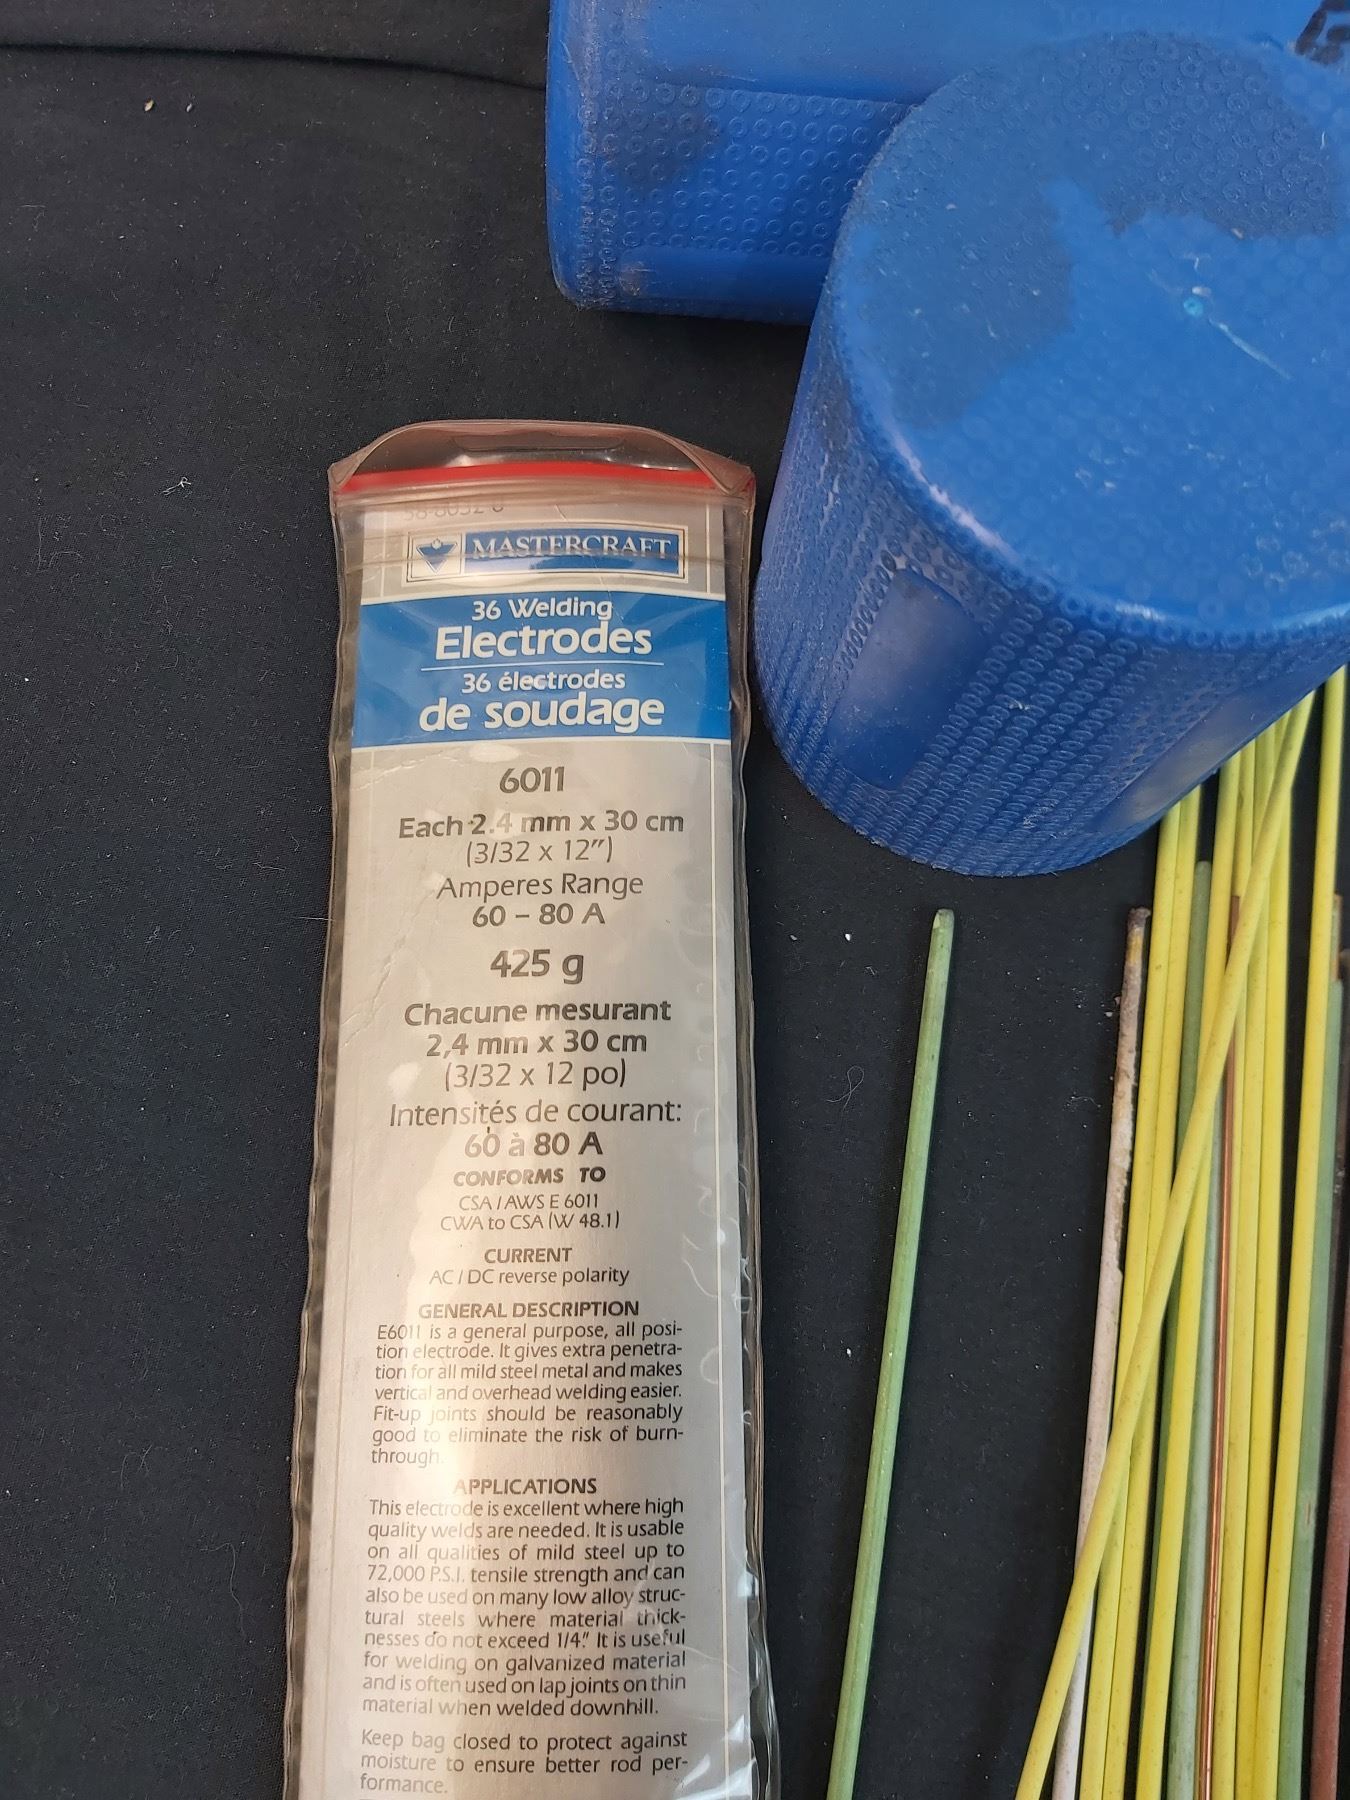 MASTERCRAFT
36 Welding
Electrodes
36 électrodes
de soudage
6011
Each 2.4 mm x 30 cm
(3/32 x 12")
Amperes Range
60 – 80 A
425 g
Chacune mesurant
2,4 mm x 30 cm
(3/32 x 12 po)
Intensités de courant:
60 à 80 A
CONFORMS TO
CSA / AWS E 6011
CWA to CSA (W 48.1)
CURRENT
AC / DC reverse polarity
GENERAL DESCRIPTION
E6011 is a general purpose, all posi-
tion electrode. It gives extra penetra-
tion for all mild steel metal and makes
vertical and overhead welding easier.
Fit-up joints should be reasonably
good to eliminate the risk of burn-
through.
APPLICATIONS
This electrode is excellent where high
quality welds are needed. It is usable
on all qualities of mild steel up to
72,000 P.S.I. tensile strength and can
also be used on many low alloy struc-
tural steels where material thick-
nesses do not exceed 1/4". It is useful
for welding on galvanized material
and is often used on lap joints on thin
material when welded downhill.
Keep bag closed to protect against
moisture to ensure better rod per-
formance.